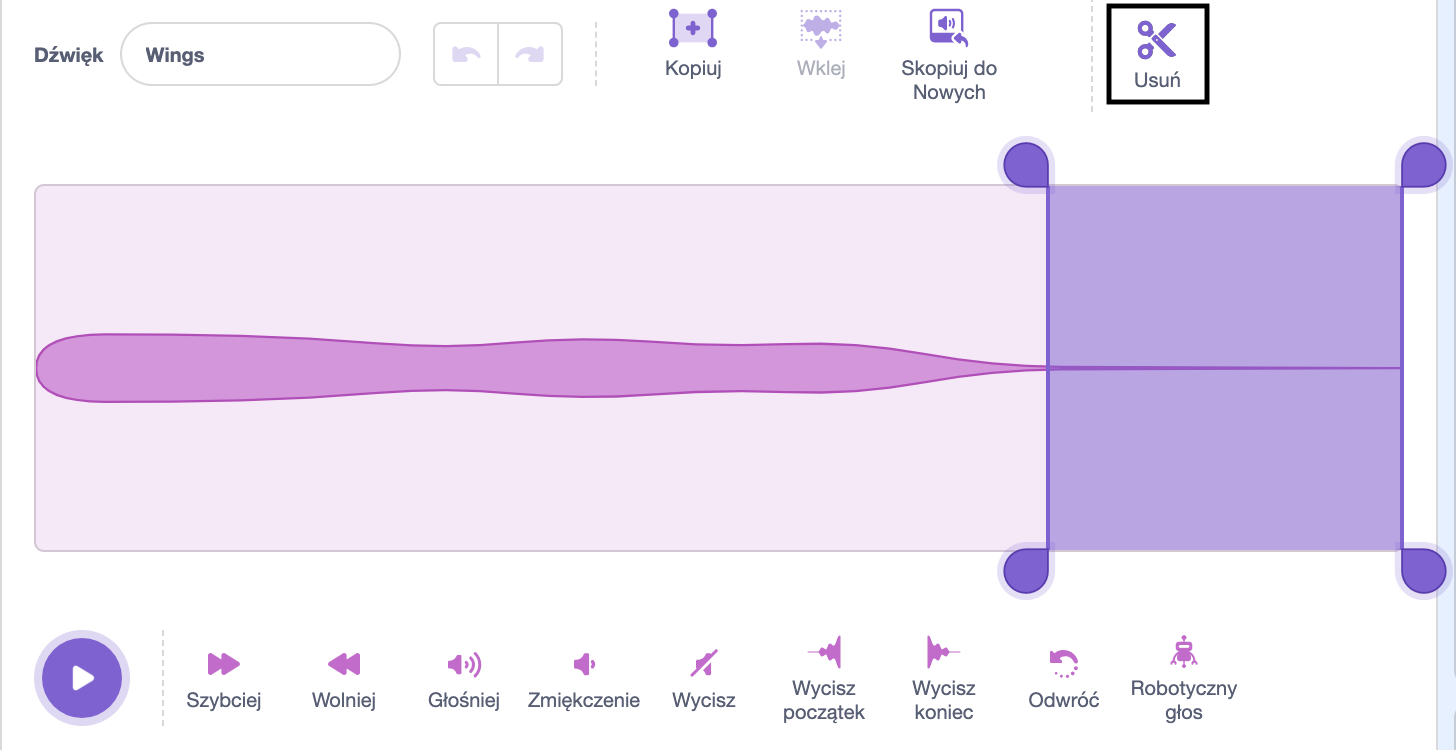 Dźwięk
Wings
Kopiuj
Wklej
Skopiuj do
Nowych
Usuń
Szybciej
Wolniej
Głośniej
Zmiękczenie
Wycisz
Wycisz
początek
Wycisz
koniec
Odwróć
Robotyczny
głos